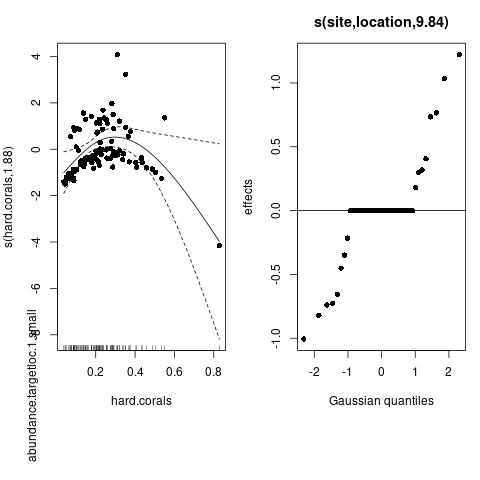 s(site,location,9.84)
s(hard.corals,1.88)
4
2
0
-2
-4
-6
-8
0.2 0.4 0.6 0.8
hard.corals
abundance.targetloc.1.small
effects
1.0
0.5
0.0
-0.5
-1.0
-2 -1 0 1 2
Gaussian quantiles